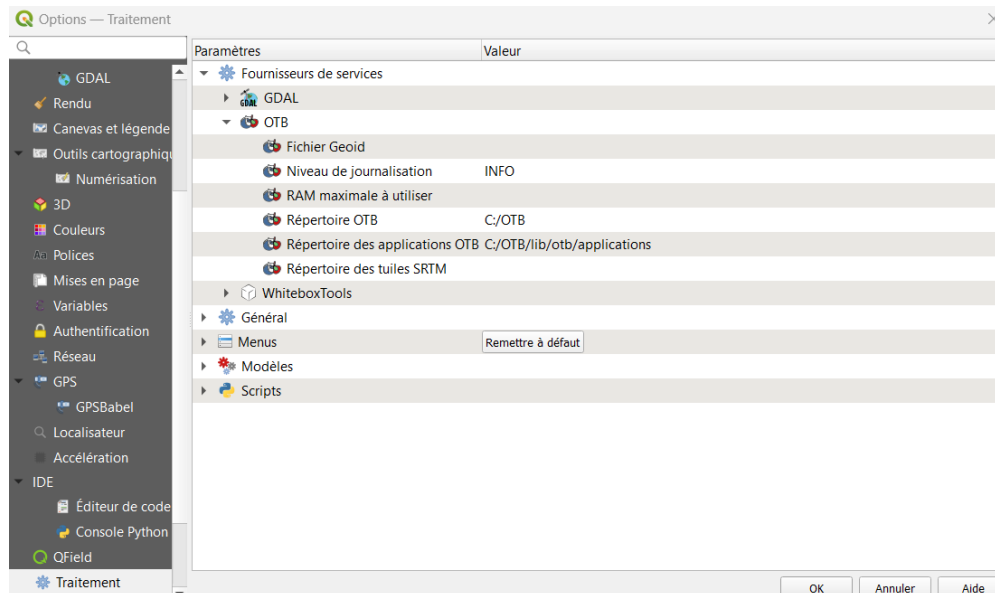 Options — Traitement
GDAL
Rendu
Canevas et légende
Outils cartographiqu
Numérisation
3D
Couleurs
Aa Polices
Mises en page
Variables
Authentification
Réseau
GPS
GPSBabel
Localisateur
Accélération
IDE
Éditeur de code
Console Python
QField
Traitement
Paramètres Valeur
Fournisseurs de services
GDAL GDAL
OTB
Fichier Geoid
Niveau de journalisation INFO
RAM maximale à utiliser
Répertoire OTB C:/OTB
Répertoire des applications OTB C:/OTB/lib/otb/applications
Répertoire des tuiles SRTM
WhiteboxTools
Général
Menus Remettre à défaut
Modèles
Scripts
OK Annuler Aide